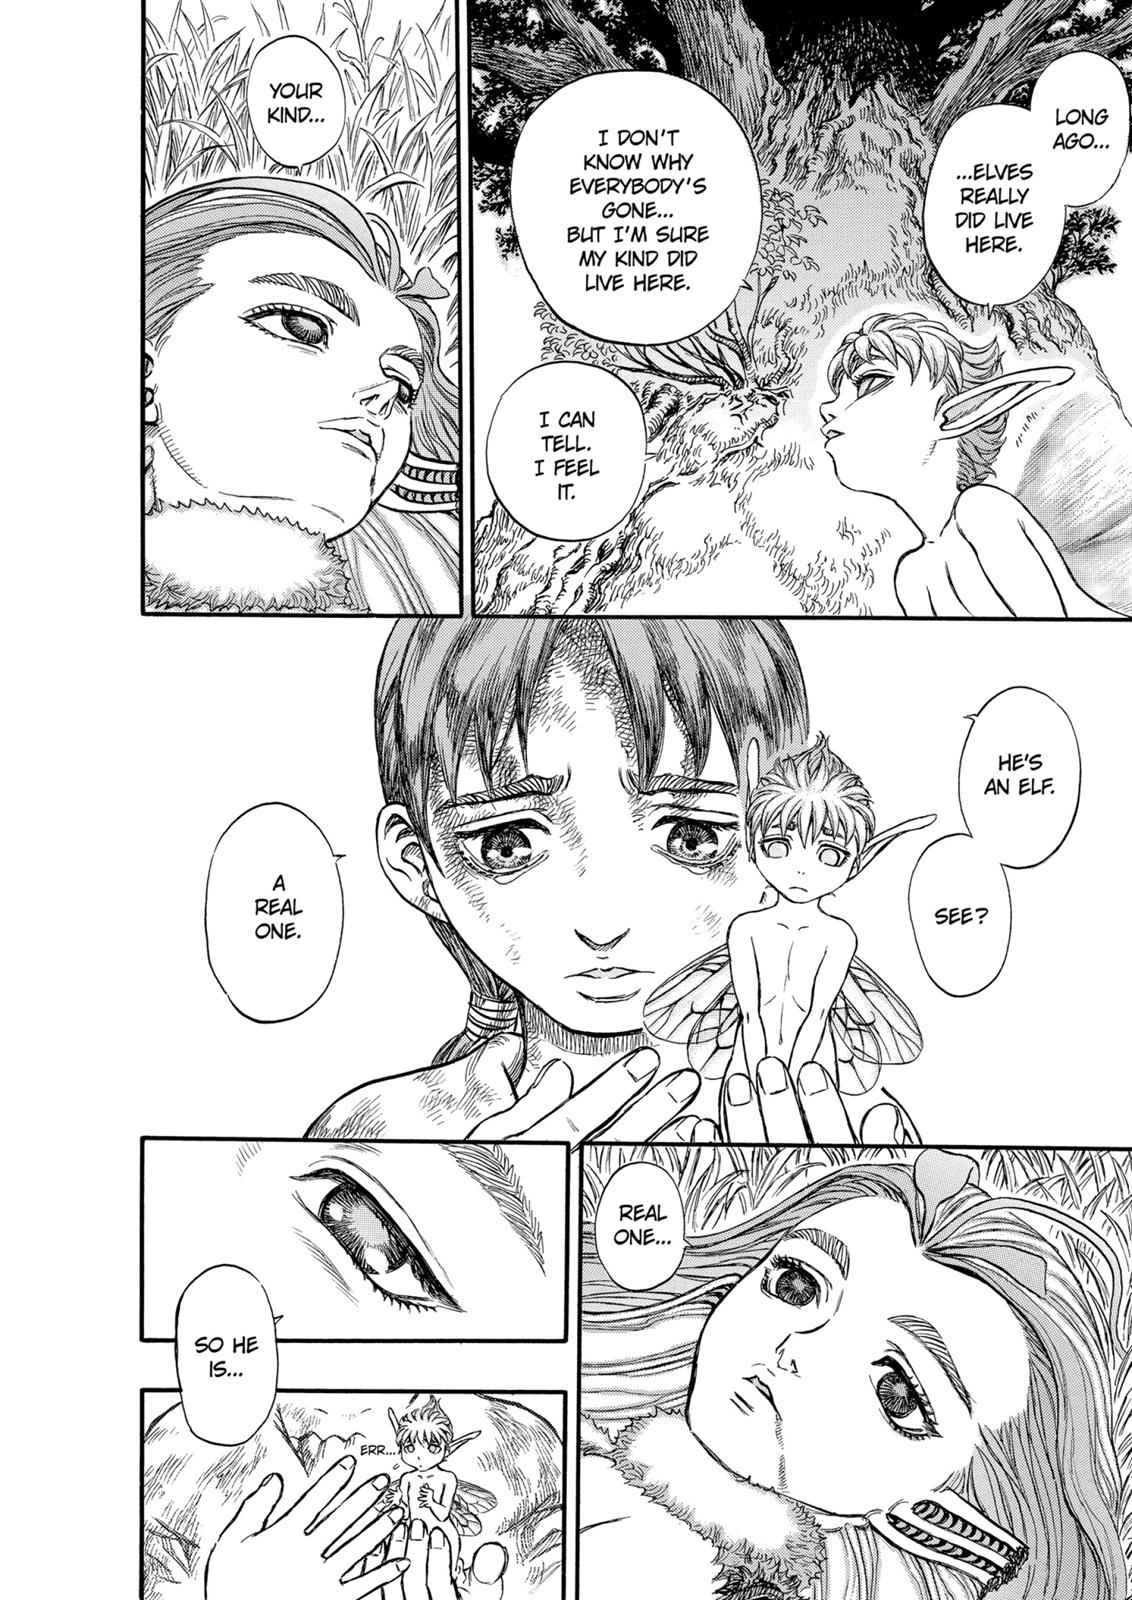 LONG
AGO...
...ELVES
REALLY
DID LIVE
HERE.
I DON'T
KNOW WHY
EVERYBODY'S
GONE...
BUT I'M SURE
MY KIND DID
LIVE HERE.
I CAN
TELL.
I FEEL
IT.
YOUR
KIND...
HE'S
AN ELF.
SEE?
A
REAL
ONE.
REAL
ONE...
SO HE
IS...
ERR...